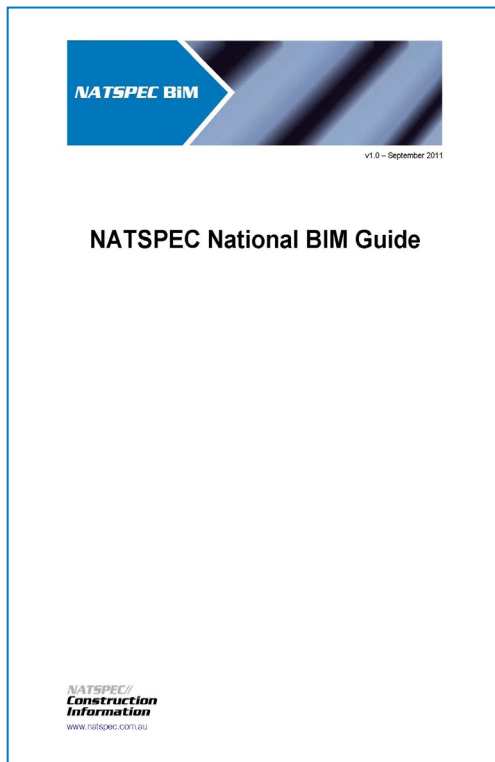 NATSPEC BiM
v1.0 – September 2011
NATSPEC National BIM Guide
NATSPEC//
Construction
Information
www.natspec.com.au